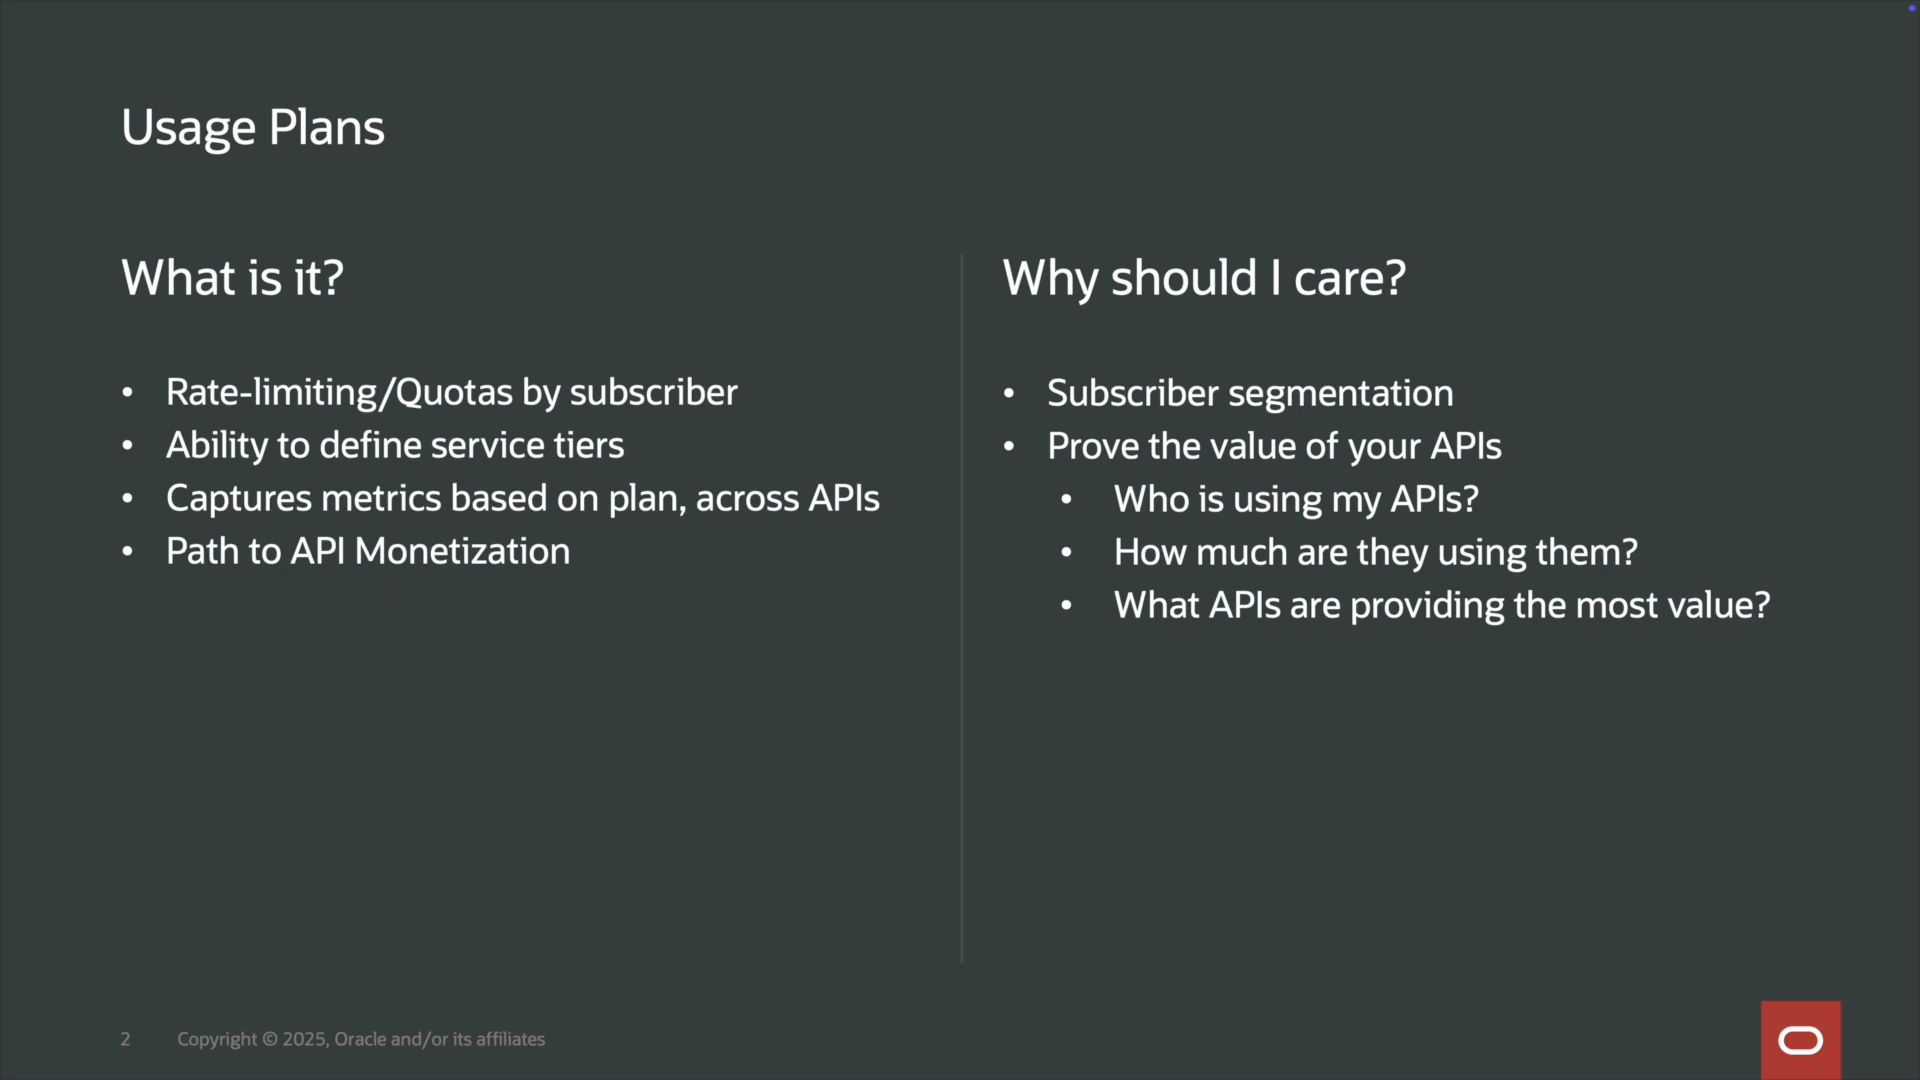 Usage Plans
What is it?
• Rate-limiting/Quotas by subscriber
• Ability to define service tiers
• Captures metrics based on plan, across APIs
• Path to API Monetization
Why should I care?
• Subscriber segmentation
• Prove the value of your APIs
• Who is using my APIs?
• How much are they using them?
• What APIs are providing the most value?
2 Copyright © 2025, Oracle and/or its affiliates